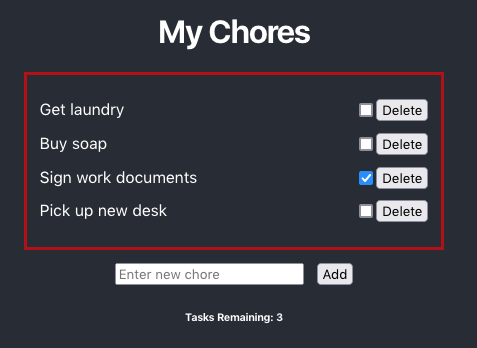 My Chores
Get laundry Delete
Buy soap Delete
Sign work documents Delete
Pick up new desk Delete
Enter new chore Add
Tasks Remaining: 3